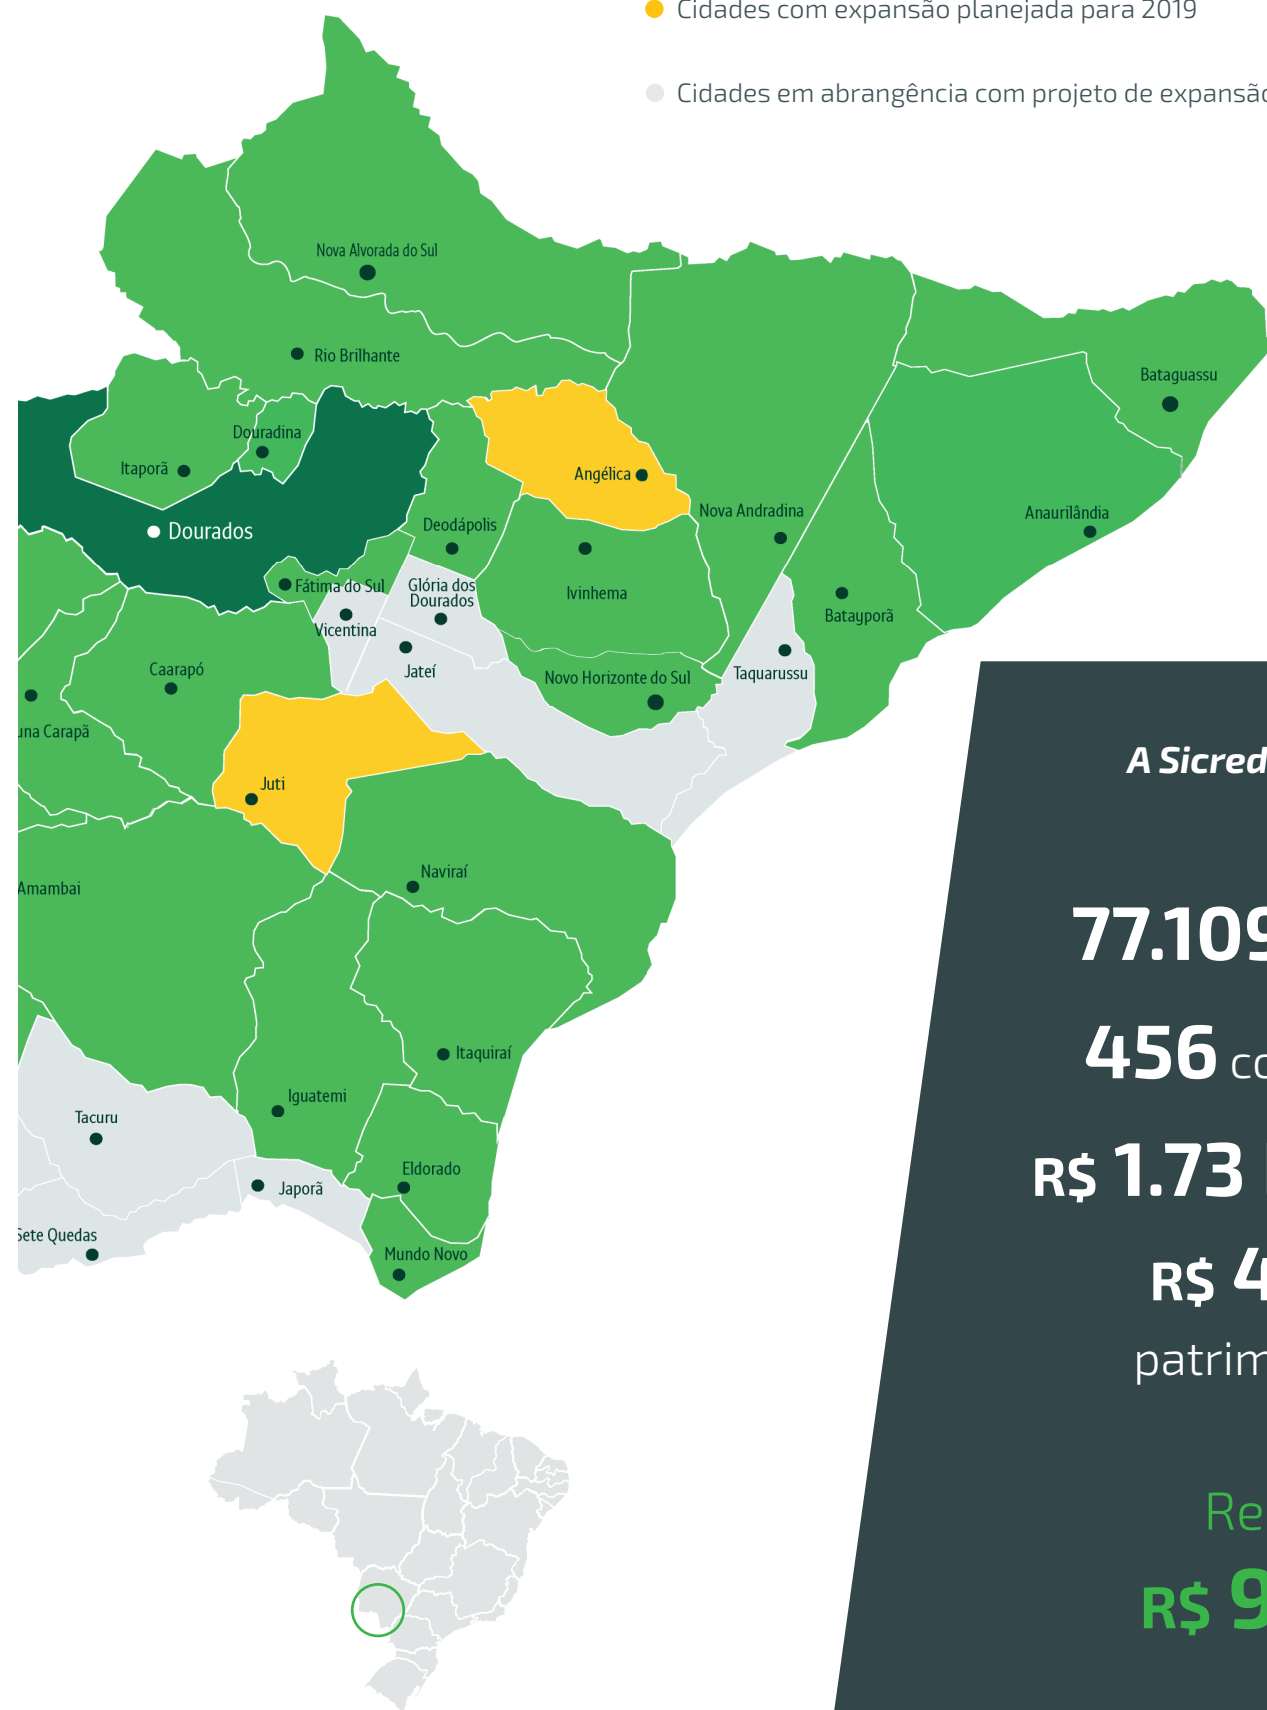 Cidades com expansão planejada para 2019
Cidades em abrangência com projeto de expansão
Nova Alvorada do Sul
Rio Brilhante
Bataguassu
Douradina
Itaporã
Angélica
Nova Andradina
Anaurilândia
Deodápolis
Dourados
Fátima do Sul
Glória dos
Dourados
Ivinhema
Batayporã
Vicentina
Caarapó
Jateí
Taquarussu
Novo Horizonte do Sul
una Carapã
Juti
A Sicred
Naviraí
Amambai
77.109
456 co
Itaquiraí
Iguatemi
Tacuru
R$ 1.73
Eldorado
Japorã
Sete Quedas
Mundo Novo
R$ 4
patrim
Re
R$ 9